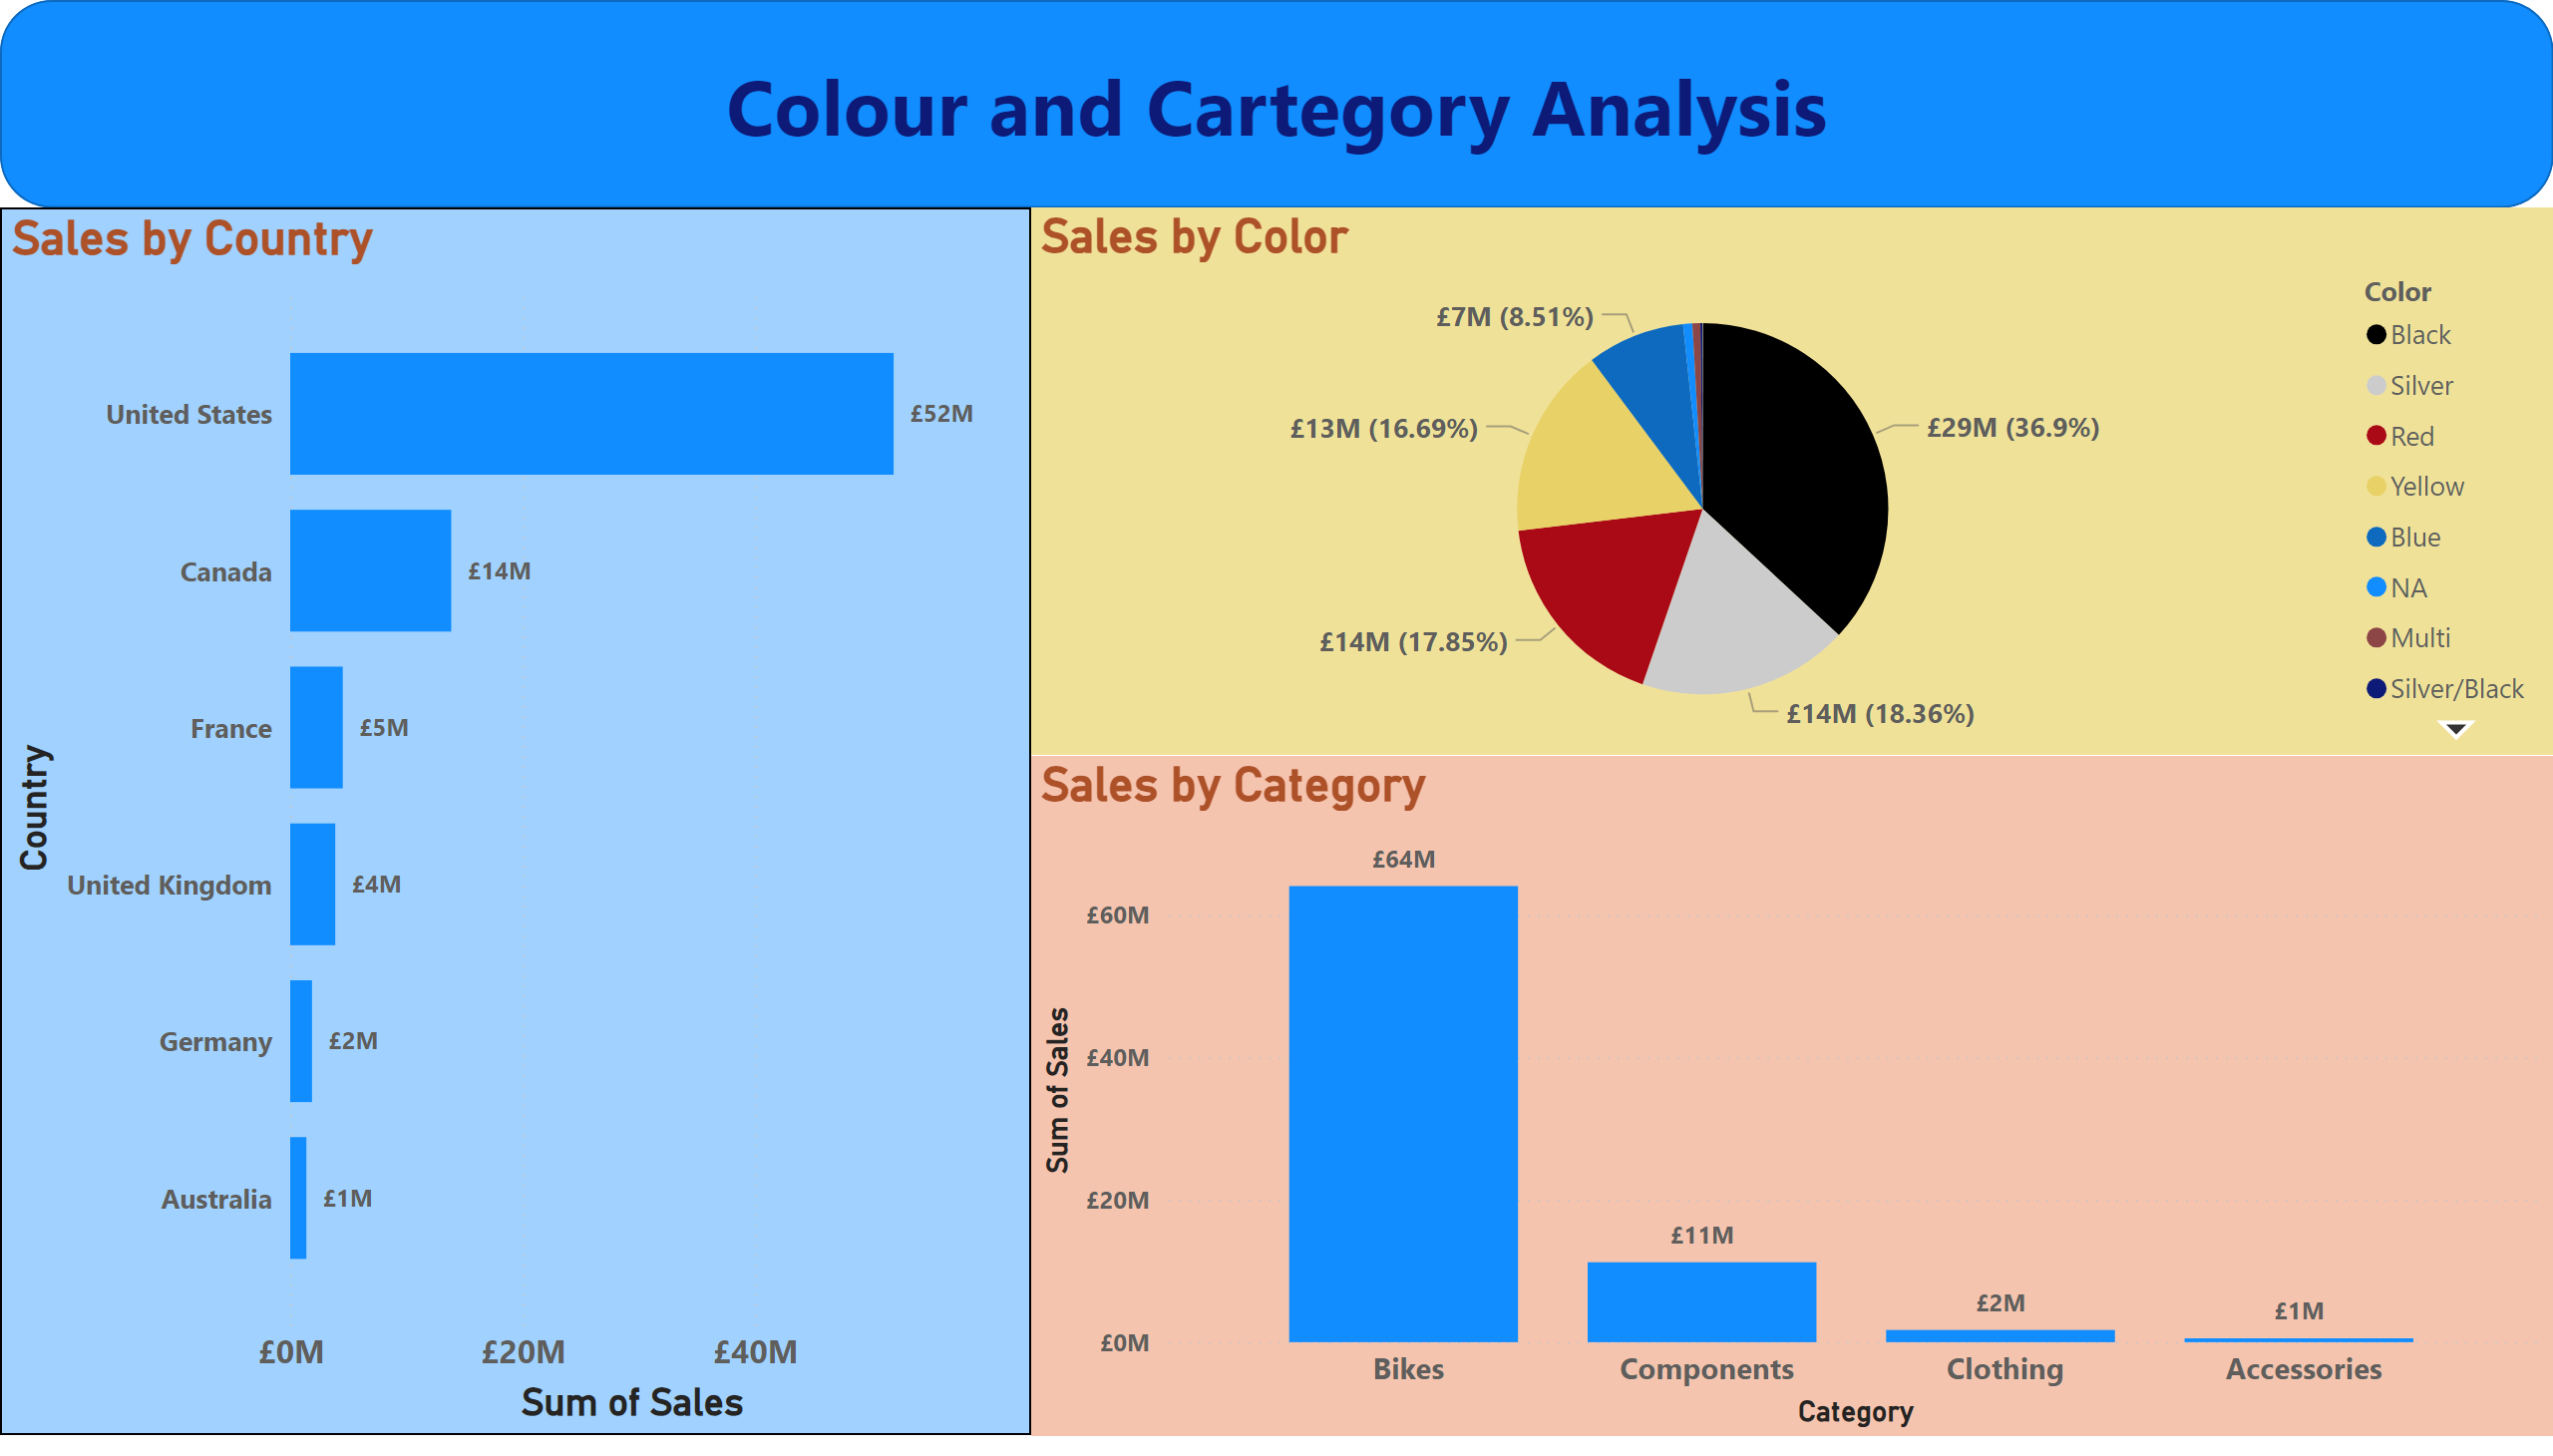 Colour and Cartegory Analysis
Sales by Country
Country
United States
£52M
Canada
£14M
France
£5M
United Kingdom
£4M
Germany
£2M
Australia
£1M
£0M £20M £40M
Sum of Sales
Sales by Color
£7M (8.51%)
£13M (16.69%)
£29M (36.9%)
£14M (17.85%)
£14M (18.36%)
Color
Black
Silver
Red
Yellow
Blue
NA
Multi
Silver/Black
Sales by Category
Sum of Sales
£60M
£40M
£20M
£0M
£64M
£11M
£2M
£1M
Bikes Components Clothing Accessories
Category